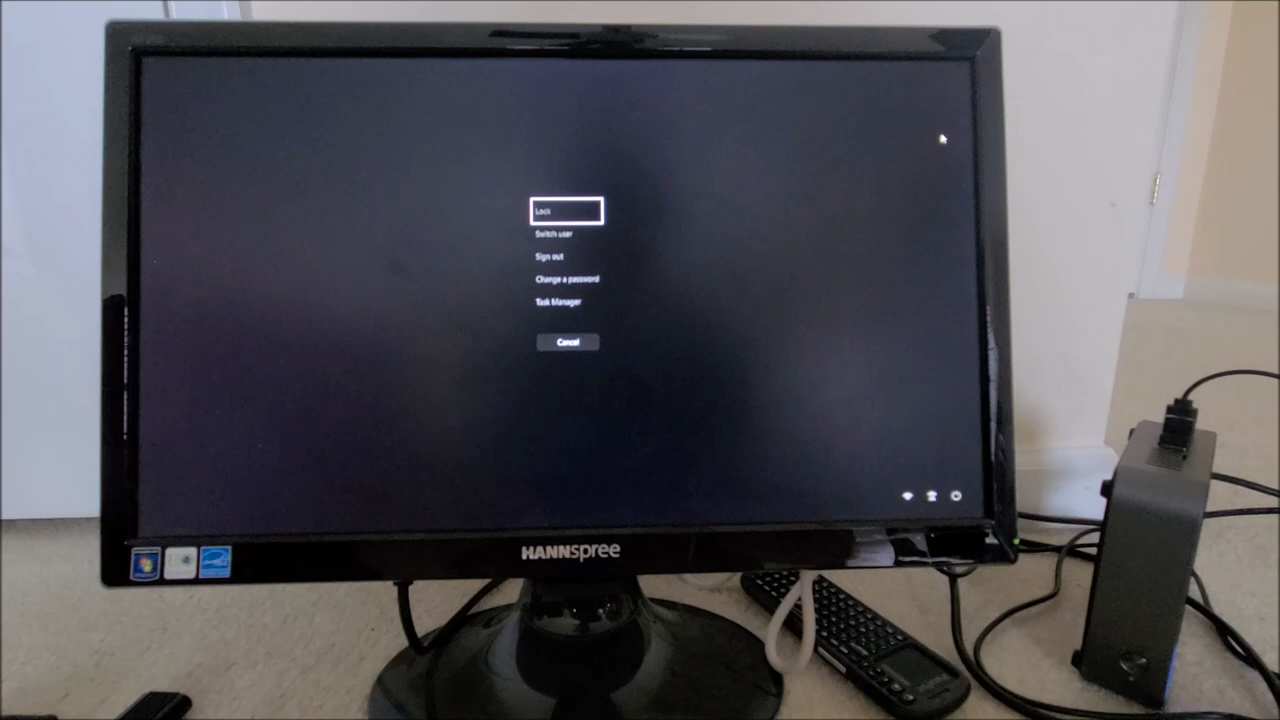 Lock
Switch user
Sign out
Change a password
Task Manager
Cancel
HANNspree